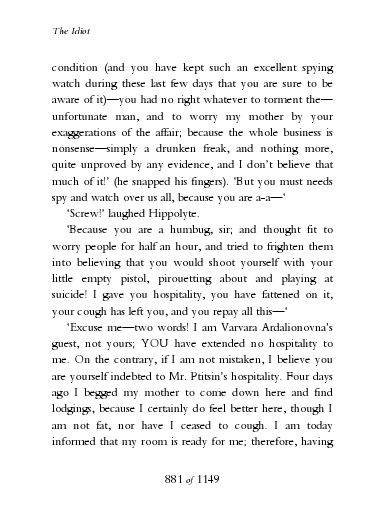 The Idiot
condition (and you have kept such an excellent spying
watch during these last few days that you are sure to be
aware of it)—you had no right whatever to torment the—
unfortunate man, and to worry my mother by your
exaggerations of the affair; because the whole business is
nonsense—simply a drunken freak, and nothing more,
quite unproved by any evidence, and I don't believe that
much of it!' (he snapped his fingers). 'But you must needs
spy and watch over us all, because you are a-a—'
'Screw!' laughed Hippolyte.
'Because you are a humbug, sir; and thought fit to
worry people for half an hour, and tried to frighten them
into believing that you would shoot yourself with your
little empty pistol, pirouetting about and playing at
suicide! I gave you hospitality, you have fattened on it,
your cough has left you, and you repay all this—'
'Excuse me—two words! I am Varvara Ardalionovna's
guest, not yours; YOU have extended no hospitality to
me. On the contrary, if I am not mistaken, I believe you
are yourself indebted to Mr. Ptitsin's hospitality. Four days
ago I begged my mother to come down here and find
lodgings, because I certainly do feel better here, though I
am not fat, nor have I ceased to cough. I am today
informed that my room is ready for me; therefore, having
881 of 1149